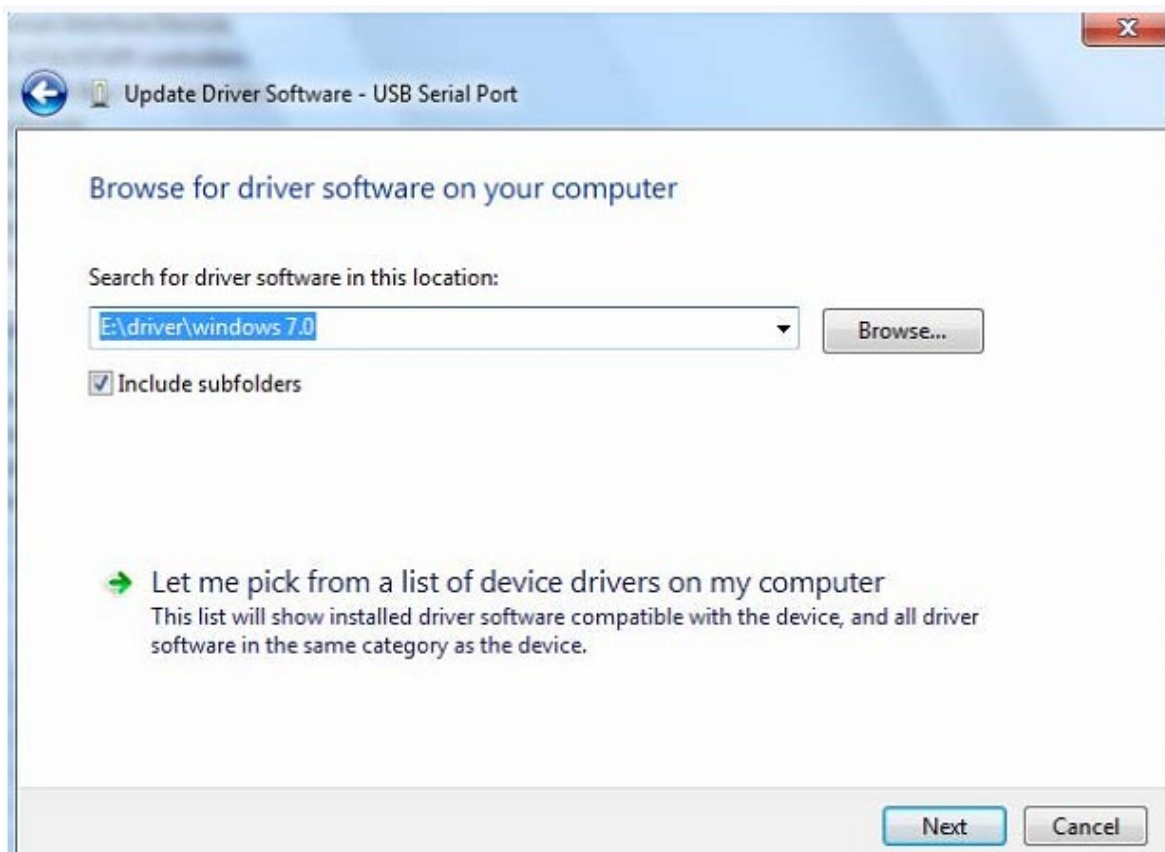 Update Driver Software - USB Serial Port
Browse for driver software on your computer
Search for driver software in this location:
E:\driver\windows 7.0
Browse...
Include subfolders
Let me pick from a list of device drivers on my computer
This list will show installed driver software compatible with the device, and all driver
software in the same category as the device.
Next
Cancel